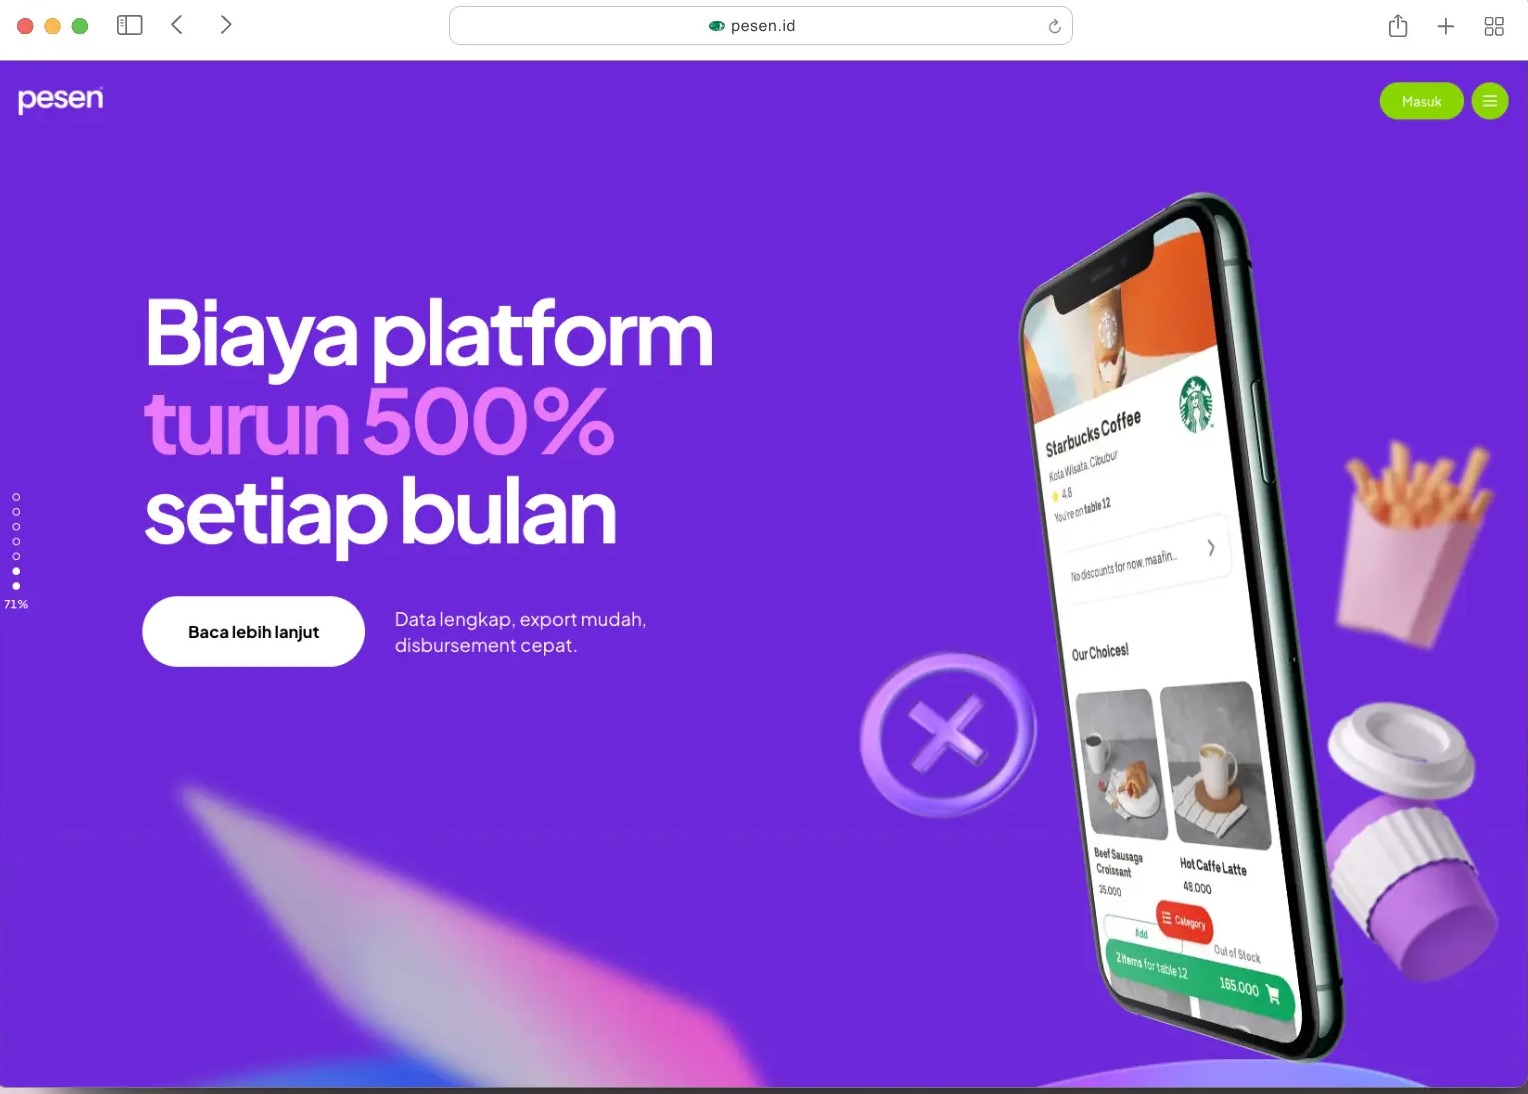 pesen.id
pesen
Masuk
Biaya platform
turun 500%
setiap bulan
71%
Baca lebih lanjut
Data lengkap, export mudah,
disbursement cepat.
Starbucks Coffee
Kota Wisata, Cibubur
4.8
You're on table 12
No discounts for now, maafin...
Our Choices!
Beef Sausage
Croissant
35.000
Hot Caffe Latte
48.000
Category
Add
Out of Stock
2 Items for table 12
165.000